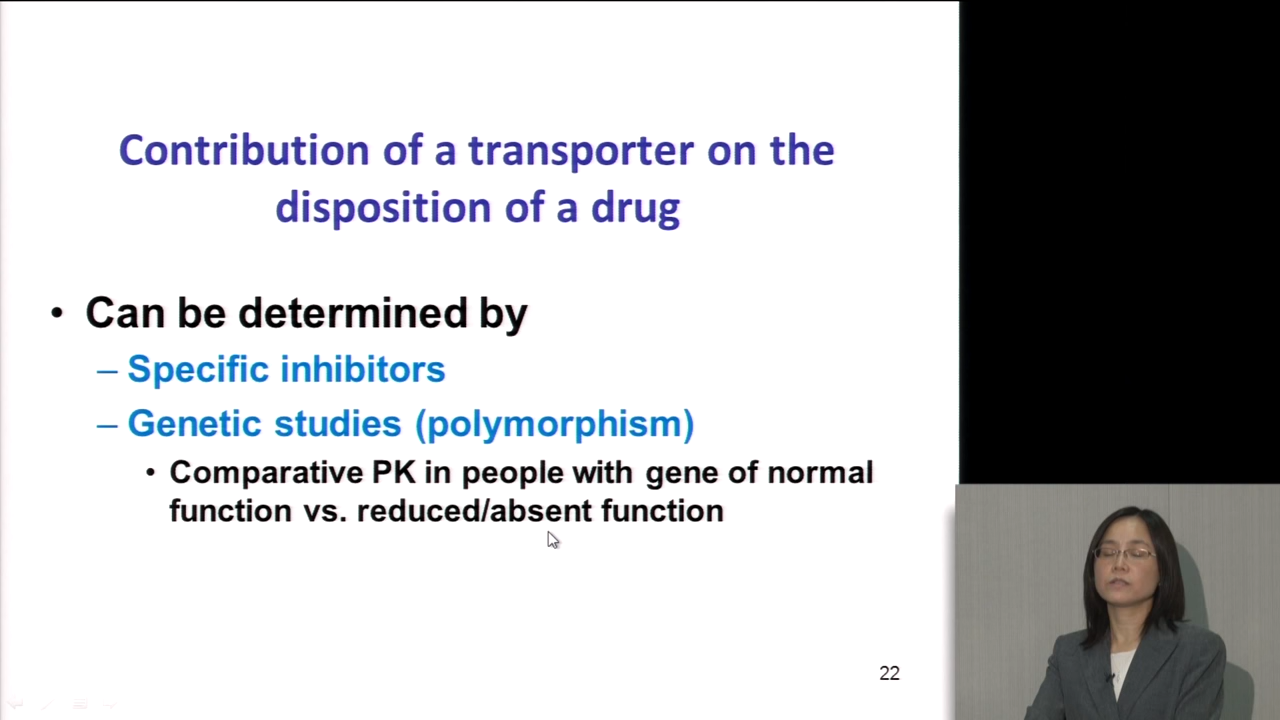 Contribution of a transporter on the
disposition of a drug
• Can be determined by
– Specific inhibitors
– Genetic studies (polymorphism)
• Comparative PK in people with gene of normal
function vs. reduced/absent function
22